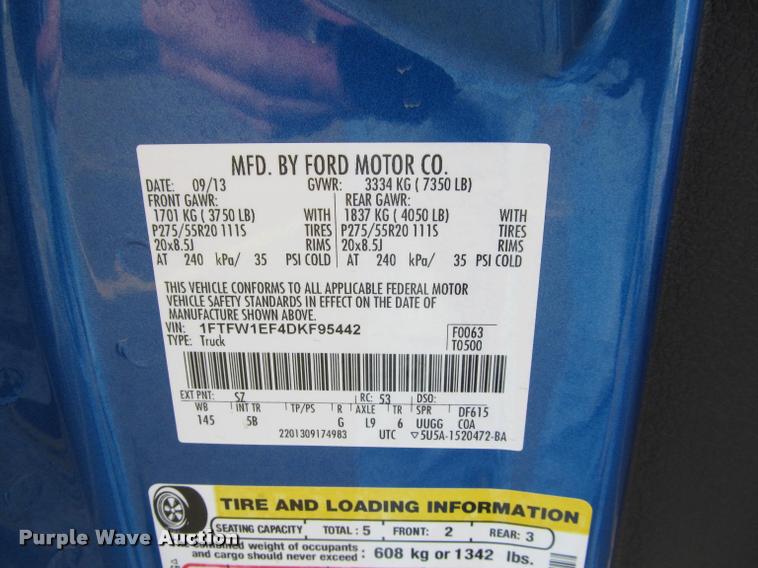 MFD. BY FORD MOTOR CO.
DATE: 09/13 GVWR: 3334 KG ( 7350 LB)
FRONT GAWR: REAR GAWR:
1701 KG ( 3750 LB) WITH 1837 KG ( 4050 LB) WITH
P275/55R20 111S TIRES P275/55R20 111S TIRES
20x8.5J RIMS 20x8.5J RIMS
AT 240 kPa/ 35 PSI COLD AT 240 kPa/ 35 PSI COLD
THIS VEHICLE CONFORMS TO ALL APPLICABLE FEDERAL MOTOR
VEHICLE SAFETY STANDARDS IN EFFECT ON THE DATE OF
MANUFACTURE SHOWN ABOVE.
VIN: 1FTFW1EF4DKF95442 F0063
TYPE: Truck T0500
EXT PNT: SZ RC: 53 DSO:
WB INT TR TP/PS R AXLE TR SPR DF615
145 5B G L9 6 UUGG COA
2201309174983 UTC ▽5U5A-1520472-BA
TIRE AND LOADING INFORMATION
SEATING CAPACITY TOTAL : 5 FRONT: 2 REAR: 3
combined weight of occupants
and cargo should never exceed : 608 kg or 1342 lbs.
Purple Wave Auction